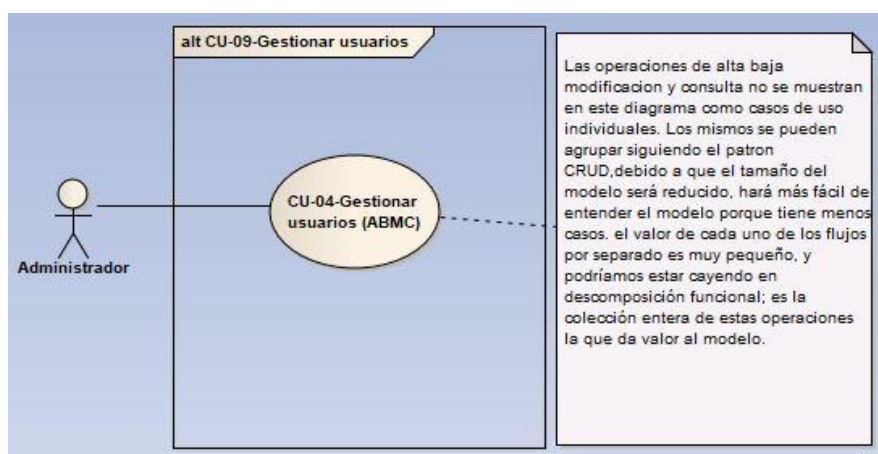 alt CU-09-Gestionar usuarios
Administrador
CU-04-Gestionar
usuarios (ABMC)
Las operaciones de alta baja
modificacion y consulta no se muestran
en este diagrama como casos de uso
individuales. Los mismos se pueden
agrupar siguiendo el patron
CRUD,debido a que el tamaño del
modelo será reducido, hará más fácil de
entender el modelo porque tiene menos
casos. el valor de cada uno de los flujos
por separado es muy pequeño, y
podríamos estar cayendo en
descomposición funcional; es la
colección entera de estas operaciones
la que da valor al modelo.